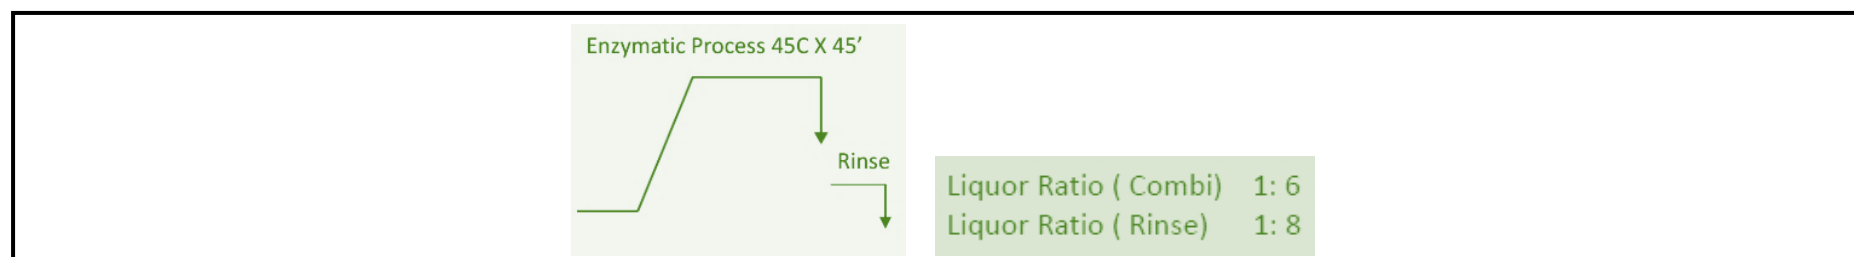 Enzymatic Process 45C X 45’
Rinse
Liquor Ratio ( Combi) 1: 6
Liquor Ratio ( Rinse) 1: 8